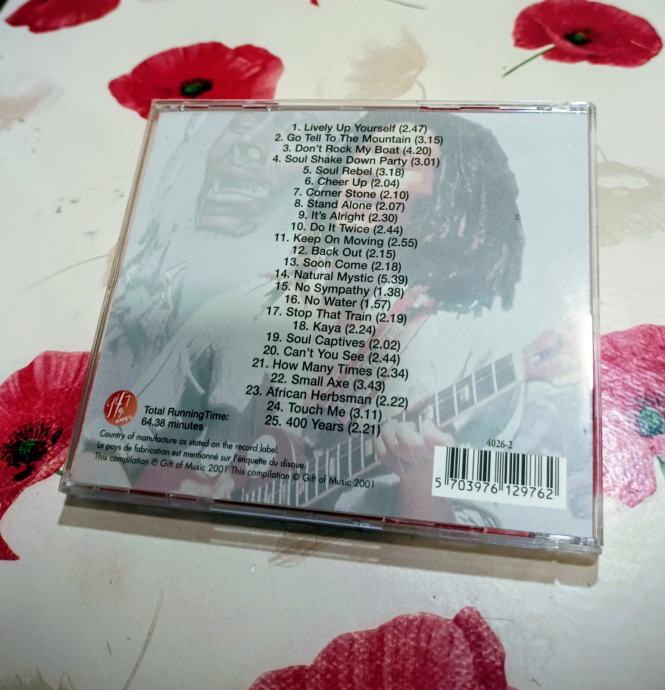 1. Lively Up Yourself (2.47)
2. Go Tell To The Mountain (3.15)
3. Don't Rock My Boat (4.20)
4. Soul Shake Down Party (3.01)
5. Soul Rebel (3.18)
6. Cheer Up (2.04)
7. Corner Stone (2.10)
8. Stand Alone (2.07)
9. It's Alright (2.30)
10. Do It Twice (2.44)
11. Keep On Moving (2.55)
12. Back Out (2.15)
13. Soon Come (2.18)
14. Natural Mystic (5.39)
15. No Sympathy (1.38)
16. No Water (1.57)
17. Stop That Train (2.19)
18. Kaya (2.24)
19. Soul Captives (2.02)
20. Can't You See (2.44)
21. How Many Times (2.34)
22. Small Axe (3.43)
23. African Herbsman (2.22)
24. Touch Me (3.11)
25. 400 Years (2.21)
Total RunningTime:
64.38 minutes
Country of manufacture as stated on the record label.
Le pays de fabrication est mentionné sur l'étiquette du disque.
This compilation © Gift of Music 2001 This compilation © Gift of Music 2001
4026-2
5 703976 129762